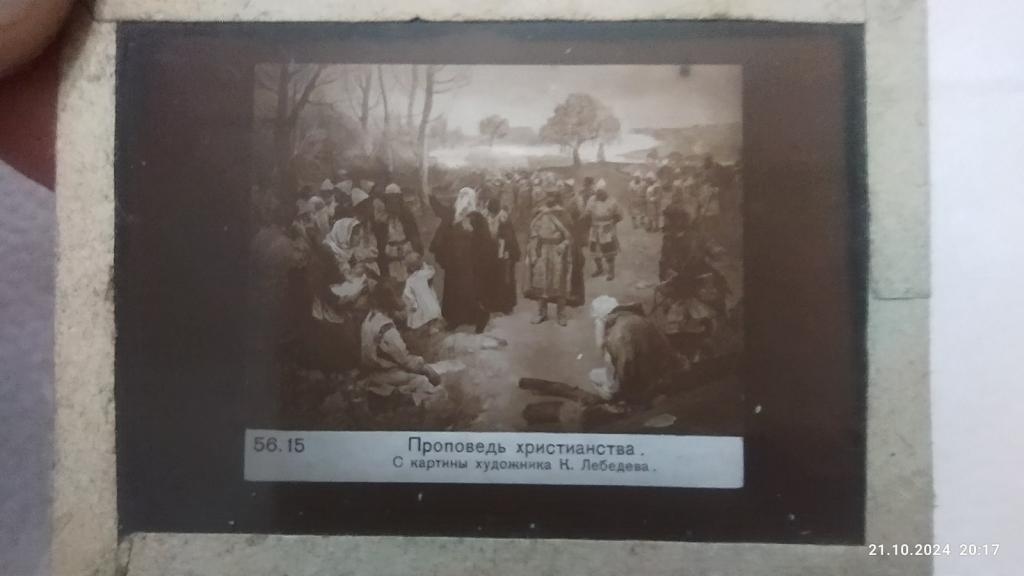 56.15
Проповедь христианства.
С картины художника К. Лебедева.
21.10.2024 20:17